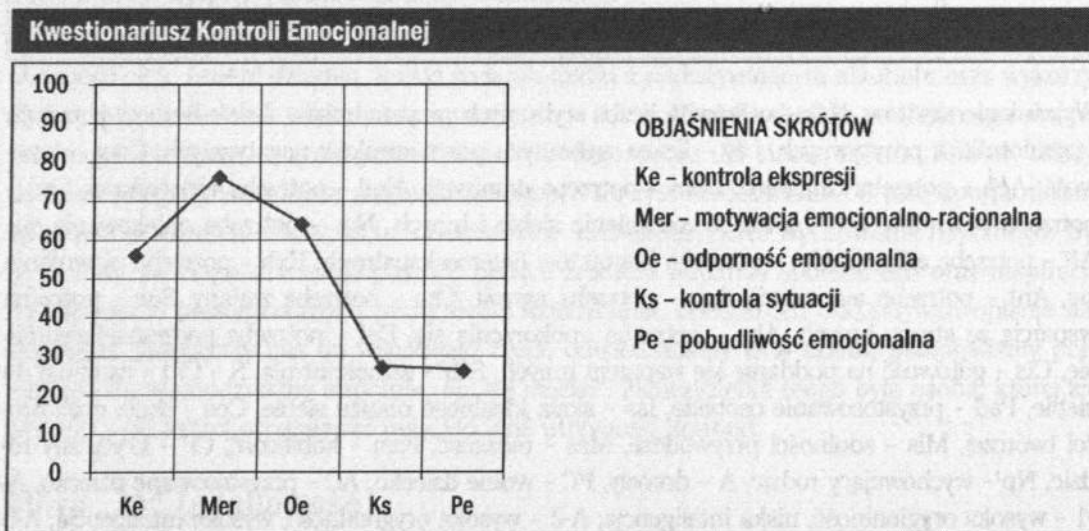 Kwestionariusz Kontroli Emocjonalnej
100
90
80
70
60
50
40
30
20
10
0
Ke Mer Oe Ks Pe
OBJAŚNIENIA SKRÓTÓW
Ke – kontrola ekspresji
Mer – motywacja emocjonalno-racjonalna
Oe – odporność emocjonalna
Ks – kontrola sytuacji
Pe – pobudliwość emocjonalna